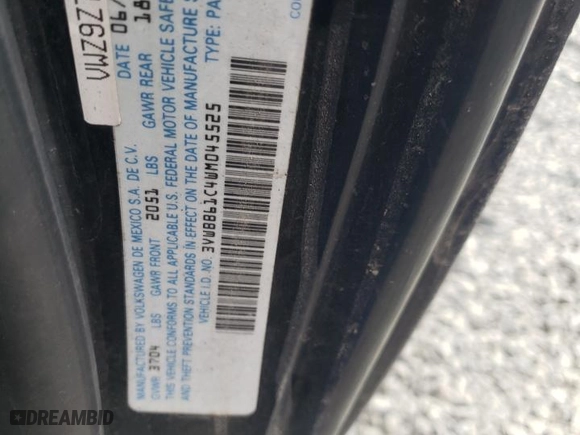 VWZ9Z
MANUFACTURED BY VOLKSWAGEN DE MEXICO S.A. DE C.V. DATE 06/
GVWR 3704 LBS GAWR FRONT 2051 LBS GAWR REAR 18
THIS VEHICLE CONFORMS TO ALL APPLICABLE U.S. FEDERAL MOTOR VEHICLE SAFE
AND THEFT PREVENTION STANDARDS IN EFFECT ON THE DATE OF MANUFACTURE S
VEHICLE I.D. NO. 3VWBB61C4WM045525 TYPE: PA
CO
DREAMBID